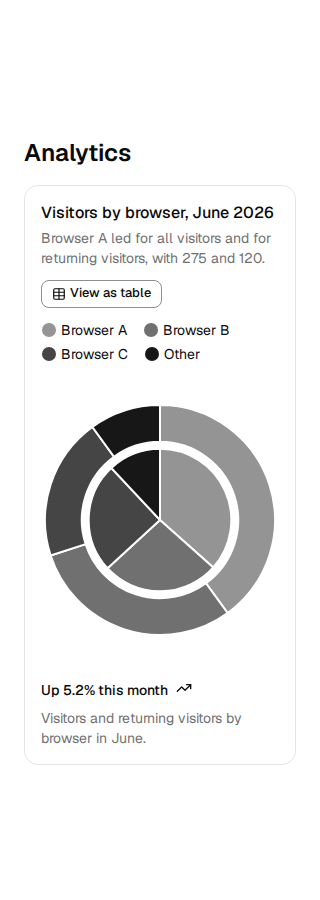 Analytics
Visitors by browser, June 2026
Browser A led for all visitors and for
returning visitors, with 275 and 120.
View as table
Browser A Browser B
Browser C Other
Up 5.2% this month
Visitors and returning visitors by
browser in June.